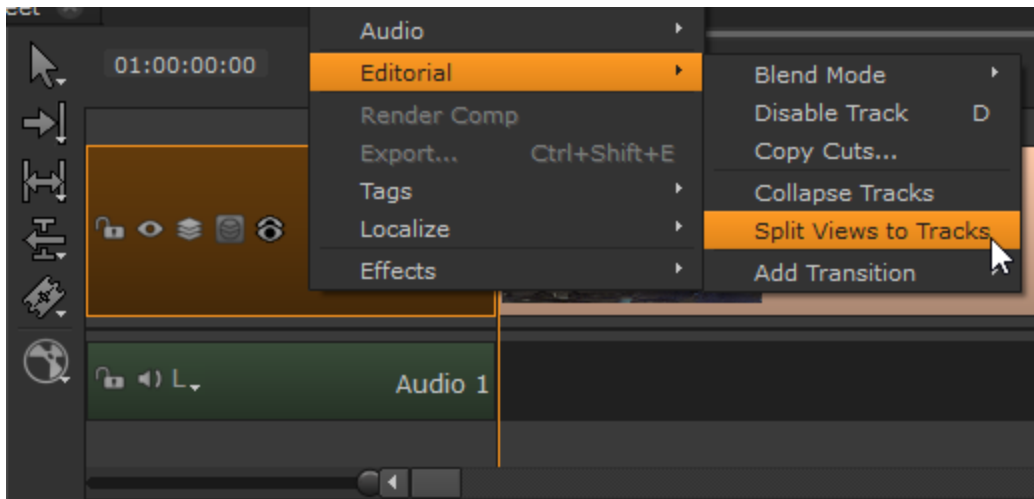 01:00:00:00
Audio
Editorial
Render Comp
Export... Ctrl+Shift+E
Tags
Localize
Effects
Blend Mode
Disable Track D
Copy Cuts...
Collapse Tracks
Split Views to Tracks
Add Transition
L
Audio 1